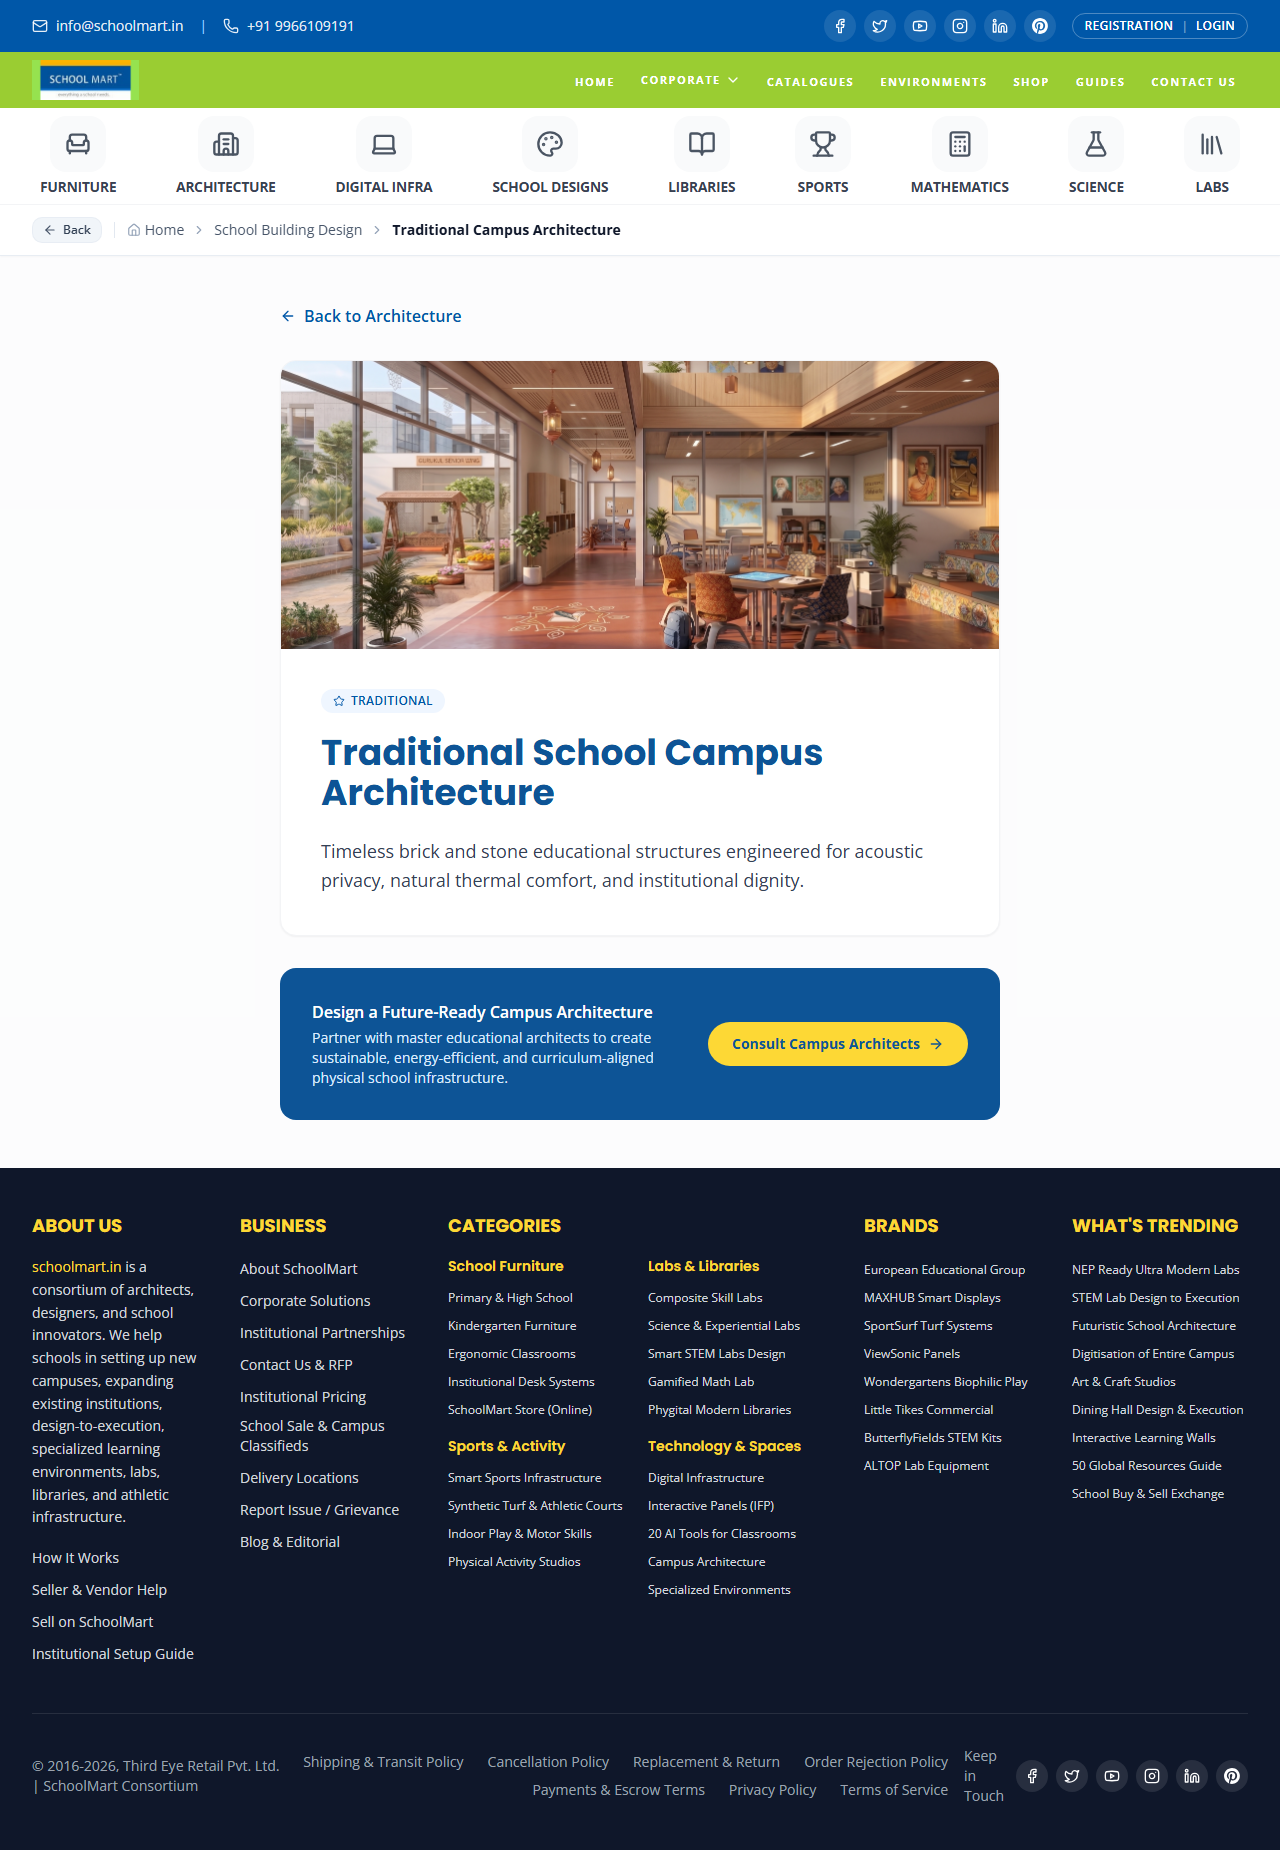 info@schoolmart.in | +91 9966109191 REGISTRATION | LOGIN
SCHOOL MART HOME CORPORATE CATALOGUES ENVIRONMENTS SHOP GUIDES CONTACT US
FURNITURE ARCHITECTURE DIGITAL INFRA SCHOOL DESIGNS LIBRARIES SPORTS MATHEMATICS SCIENCE LABS
Back Home School Building Design Traditional Campus Architecture
Back to Architecture
TRADITIONAL
Traditional School Campus
Architecture
Timeless brick and stone educational structures engineered for acoustic
privacy, natural thermal comfort, and institutional dignity.
Design a Future-Ready Campus Architecture
Partner with master educational architects to create
sustainable, energy-efficient, and curriculum-aligned
physical school infrastructure.
Consult Campus Architects
ABOUT US
schoolmart.in is a
consortium of architects,
designers, and school
innovators. We help
schools in setting up new
campuses, expanding
existing institutions,
design-to-execution,
specialized learning
environments, labs,
libraries, and athletic
infrastructure.
How It Works
Seller & Vendor Help
Sell on SchoolMart
Institutional Setup Guide
BUSINESS
About SchoolMart
Corporate Solutions
Institutional Partnerships
Contact Us & RFP
Institutional Pricing
School Sale & Campus
Classifieds
Delivery Locations
Report Issue / Grievance
Blog & Editorial
CATEGORIES
School Furniture
Primary & High School
Kindergarten Furniture
Ergonomic Classrooms
Institutional Desk Systems
SchoolMart Store (Online)
Sports & Activity
Smart Sports Infrastructure
Synthetic Turf & Athletic Courts
Indoor Play & Motor Skills
Physical Activity Studios
Labs & Libraries
Composite Skill Labs
Science & Experiential Labs
Smart STEM Labs Design
Gamified Math Lab
Phygital Modern Libraries
Technology & Spaces
Digital Infrastructure
Interactive Panels (IFP)
20 AI Tools for Classrooms
Campus Architecture
Specialized Environments
BRANDS
European Educational Group
MAXHUB Smart Displays
SportSurf Turf Systems
ViewSonic Panels
Wondergartens Biophilic Play
Little Tikes Commercial
ButterflyFields STEM Kits
ALTOP Lab Equipment
WHAT'S TRENDING
NEP Ready Ultra Modern Labs
STEM Lab Design to Execution
Futuristic School Architecture
Digitisation of Entire Campus
Art & Craft Studios
Dining Hall Design & Execution
Interactive Learning Walls
50 Global Resources Guide
School Buy & Sell Exchange
© 2016-2026, Third Eye Retail Pvt. Ltd.
| SchoolMart Consortium
Shipping & Transit Policy Cancellation Policy Replacement & Return Order Rejection Policy
Payments & Escrow Terms Privacy Policy Terms of Service
Keep
in
Touch